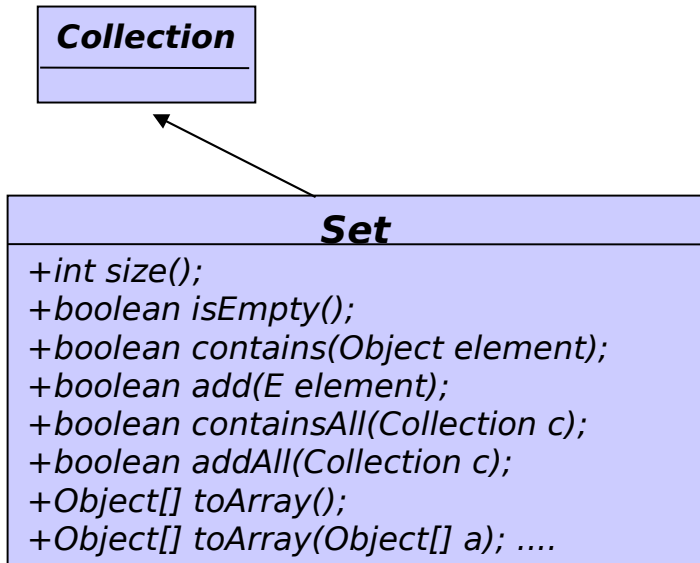 Collection
Set
+int size();
+boolean isEmpty();
+boolean contains(Object element);
+boolean add(E element);
+boolean containsAll(Collection c);
+boolean addAll(Collection c);
+Object[] toArray();
+Object[] toArray(Object[] a); ....